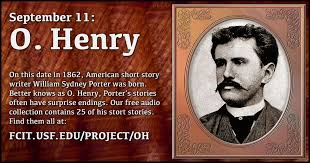 September 11:
O. Henry
On this date in 1862, American short story
writer William Sydney Porter was born.
Better knows as O. Henry, Porter's stories
often have surprise endings. Our free audio
collection contains 25 of his stort stories.
Find them all at:
FCIT.USF.EDU/PROJECT/OH